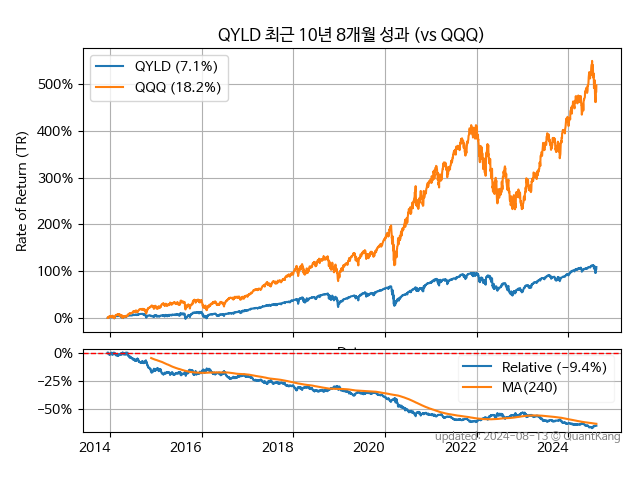 QYLD 최근 10년 8개월 성과 (vs QQQ)
QYLD (7.1%)
QQQ (18.2%)
Rate of Return (TR)
500%
400%
300%
200%
100%
0%
0%
−25%
−50%
Relative (−9.4%)
MA(240)
updated: 2024-08-13 © QuantKang
2014 2016 2018 2020 2022 2024